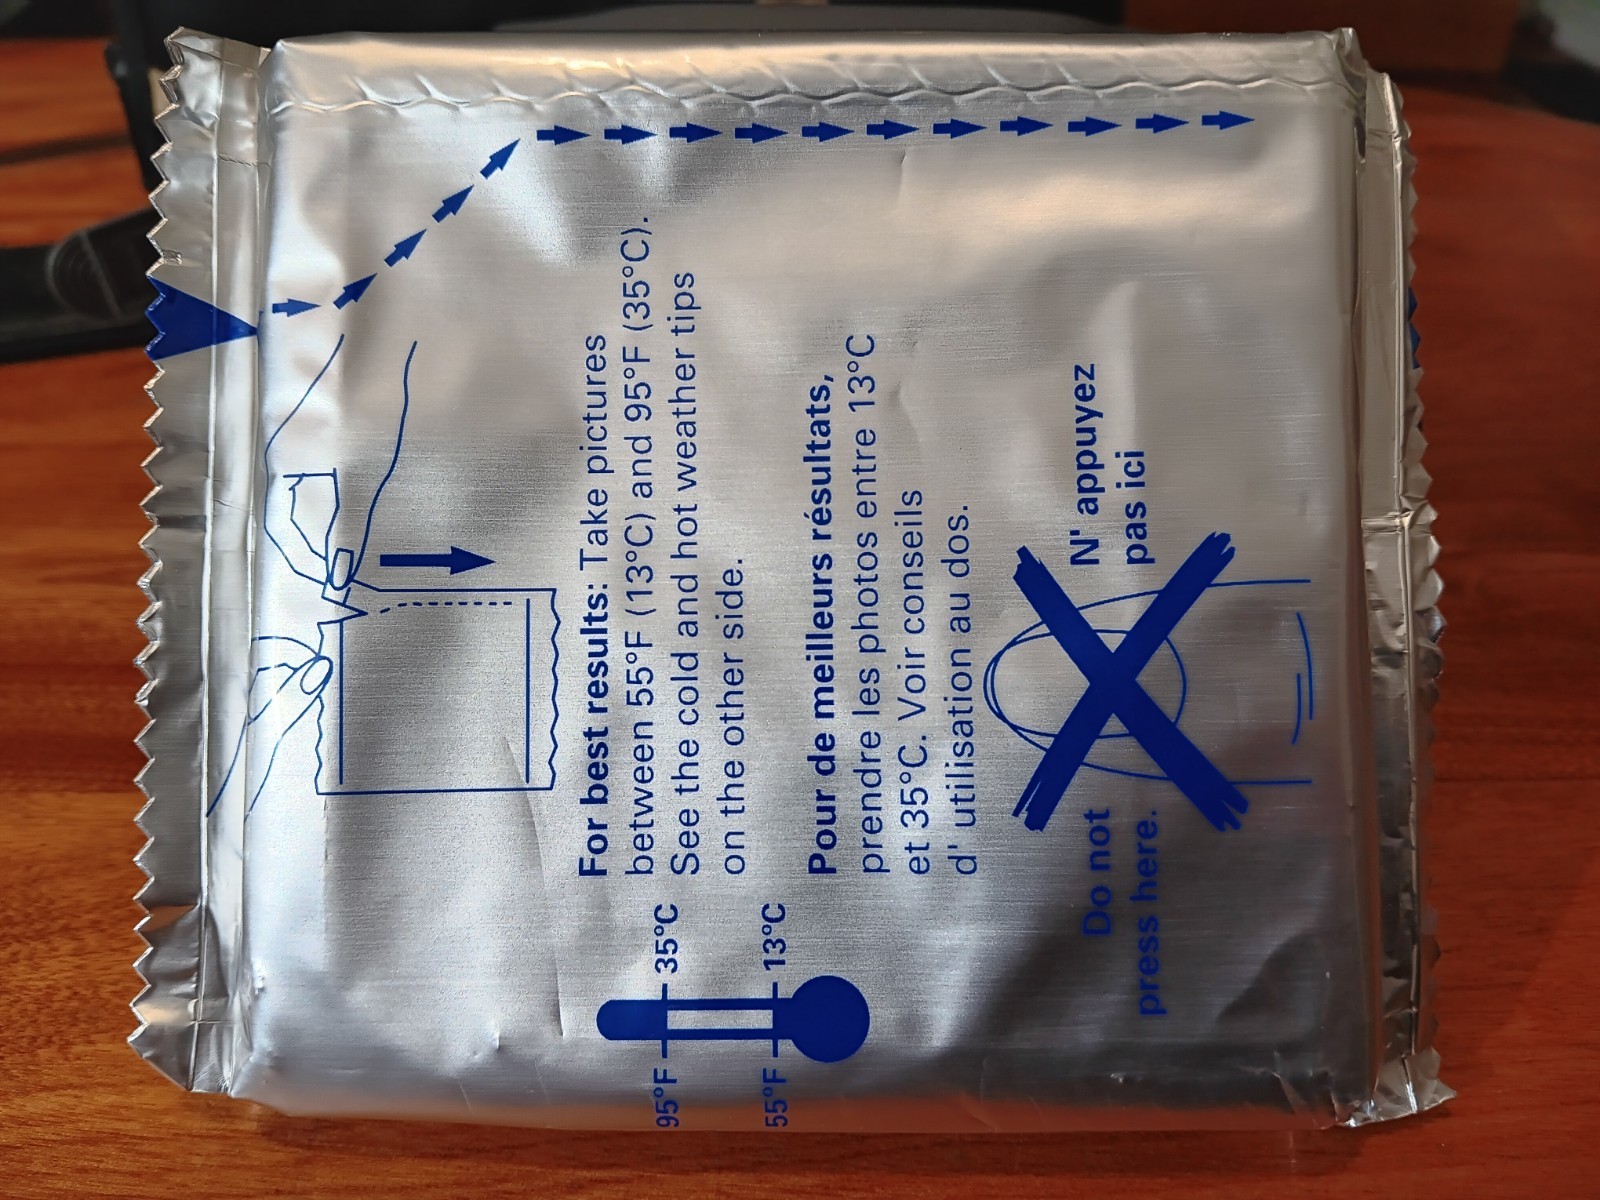 For best results: Take pictures
between 55°F (13°C) and 95°F (35°C).
See the cold and hot weather tips
on the other side.
95°F 35°C
55°F 13°C
Pour de meilleurs résultats,
prendre les photos entre 13°C
et 35°C. Voir conseils
d' utilisation au dos.
Do not
press here.
N' appuyez
pas ici